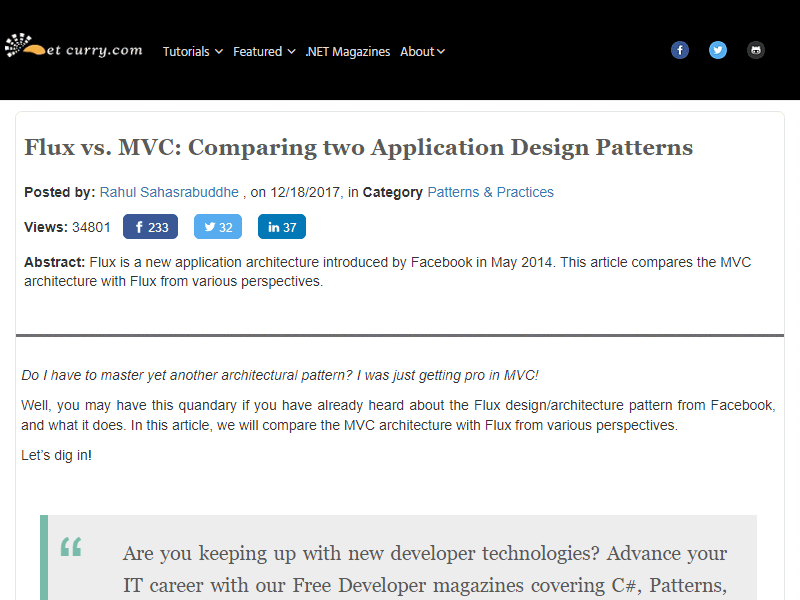 et curry.com Tutorials Featured .NET Magazines About
Flux vs. MVC: Comparing two Application Design Patterns
Posted by: Rahul Sahasrabuddhe , on 12/18/2017, in Category Patterns & Practices
Views: 34801 233 32 37
Abstract: Flux is a new application architecture introduced by Facebook in May 2014. This article compares the MVC
architecture with Flux from various perspectives.
Do I have to master yet another architectural pattern? I was just getting pro in MVC!
Well, you may have this quandary if you have already heard about the Flux design/architecture pattern from Facebook,
and what it does. In this article, we will compare the MVC architecture with Flux from various perspectives.
Let's dig in!
“
Are you keeping up with new developer technologies? Advance your
IT career with our Free Developer magazines covering C#, Patterns,